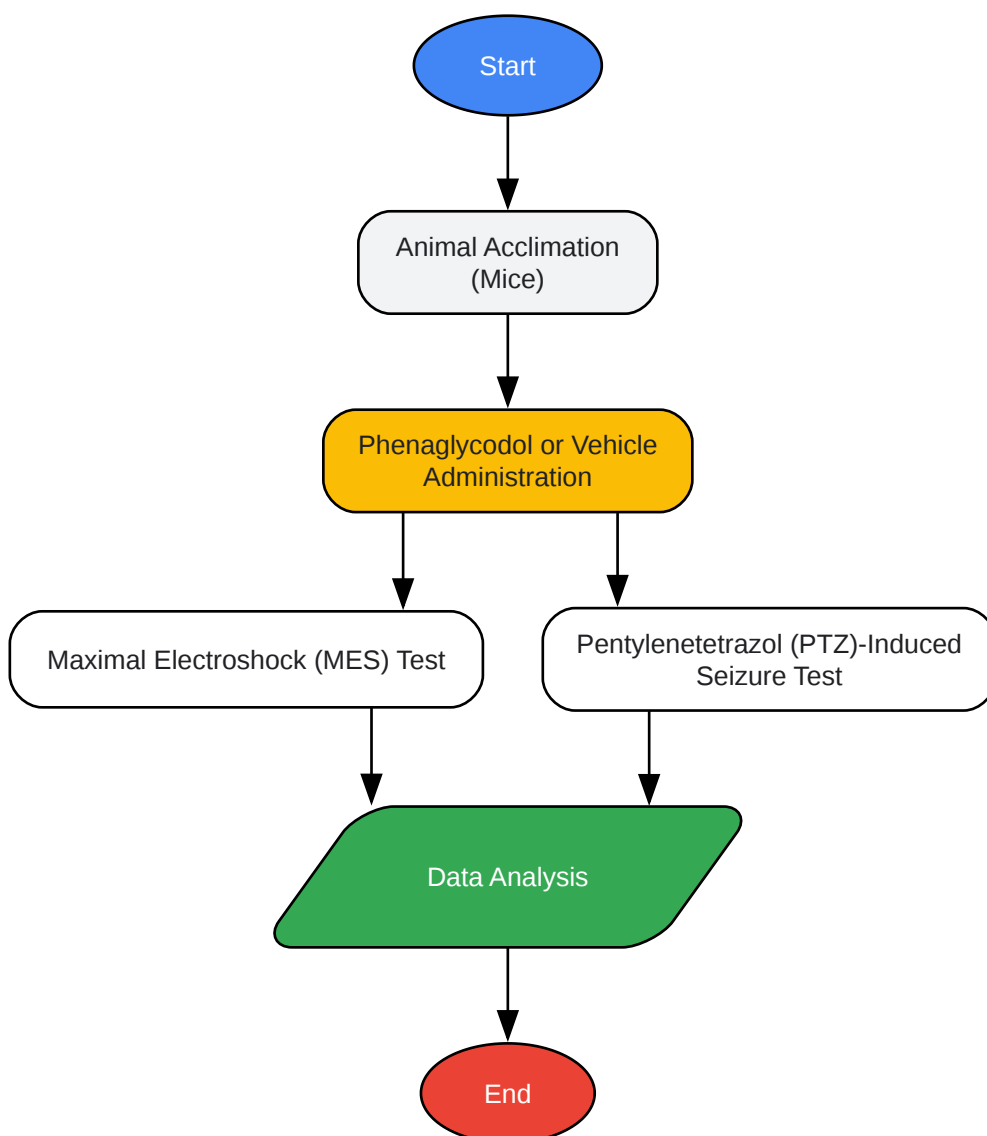 Start
Animal Acclimation
(Mice)
Phenaglycodol or Vehicle
Administration
Maximal Electroshock (MES) Test
Pentylenetetrazol (PTZ)-Induced
Seizure Test
Data Analysis
End